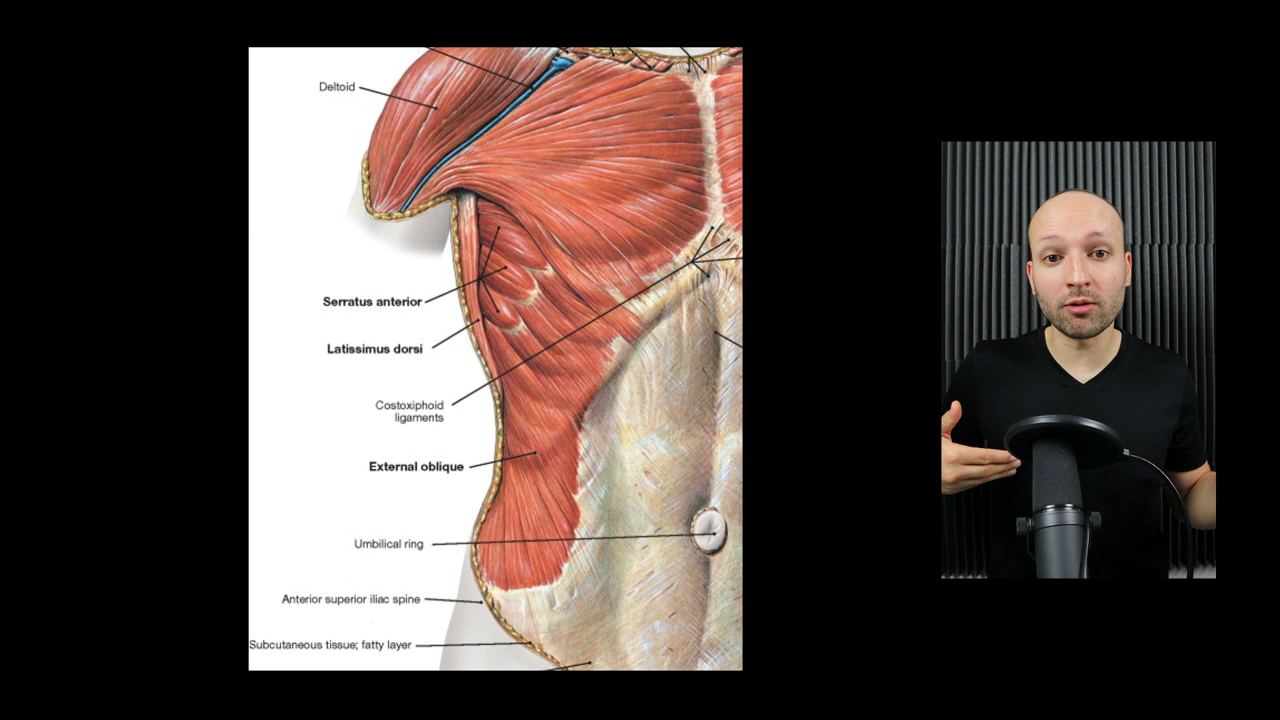 Deltoid
Serratus anterior
Latissimus dorsi
Costoxiphoid
ligaments
External oblique
Umbilical ring
Anterior superior iliac spine
Subcutaneous tissue; fatty layer